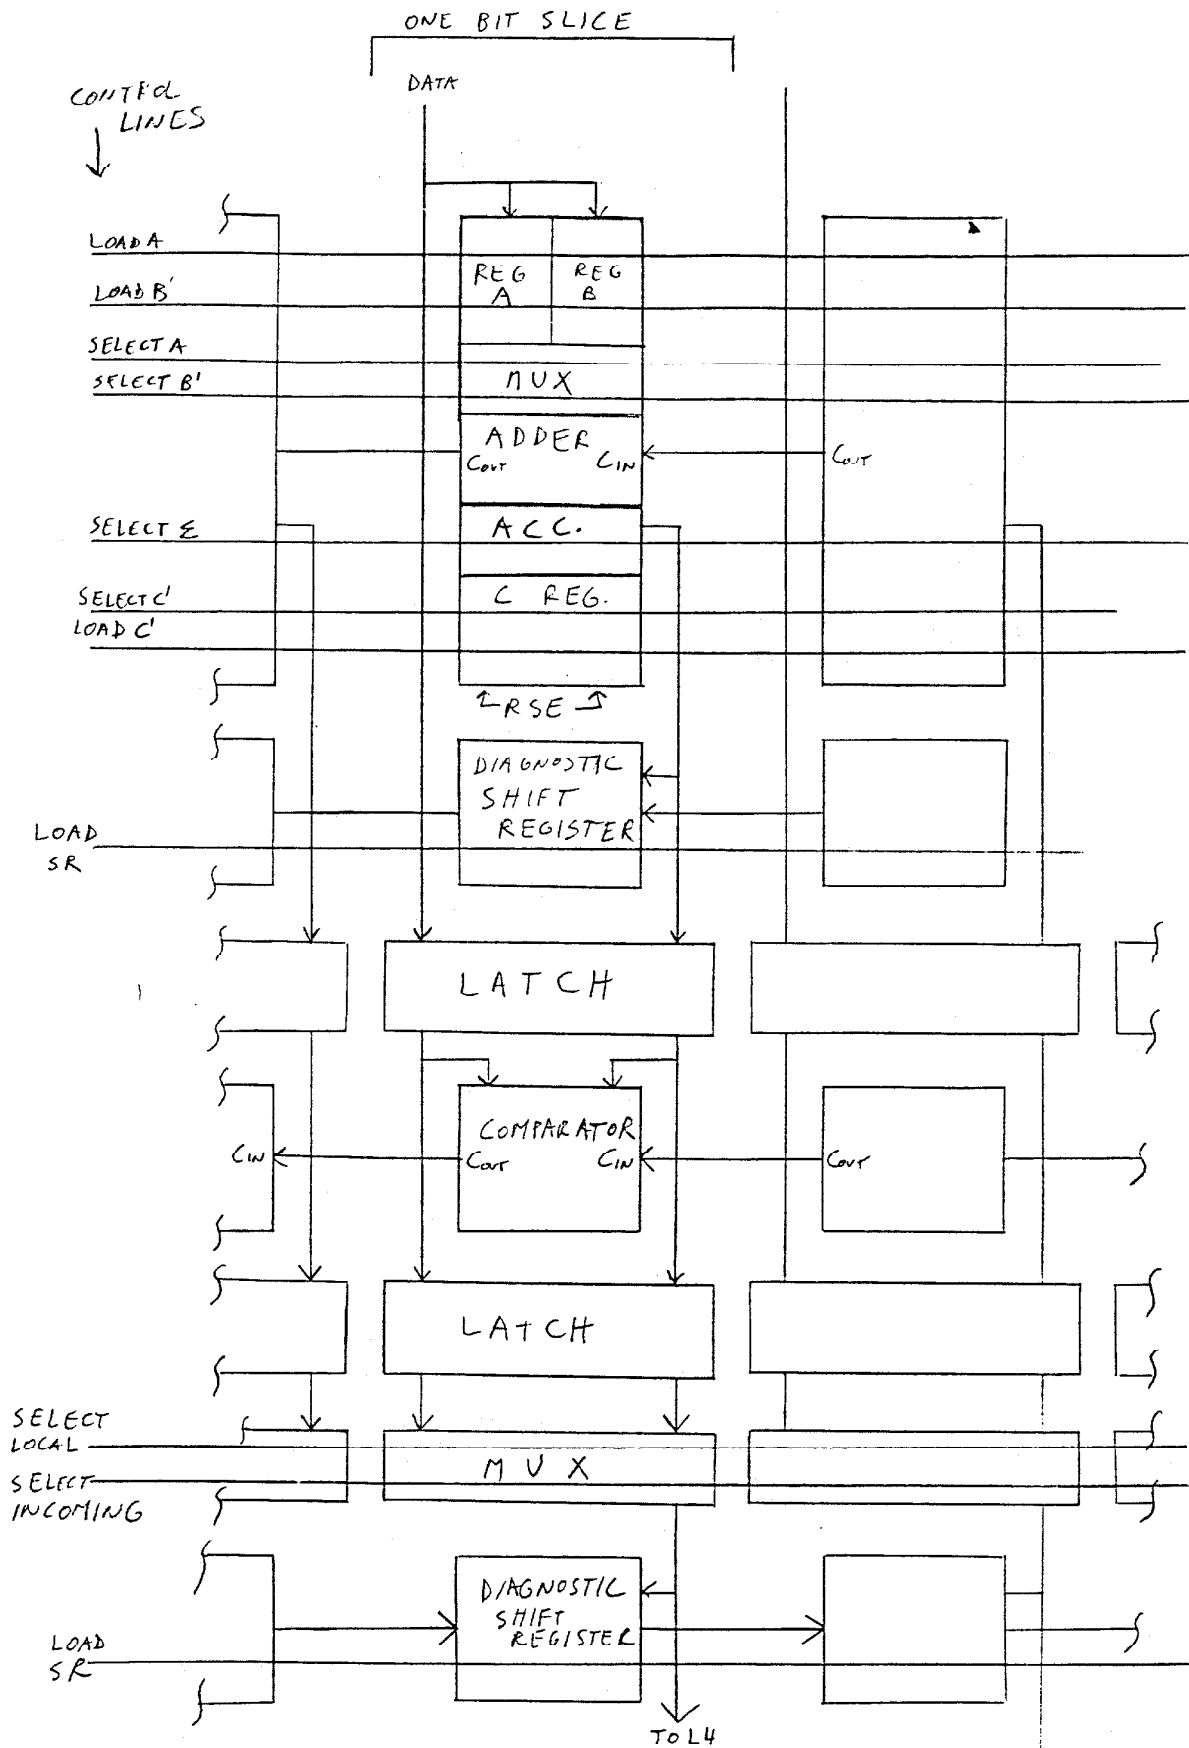 ONE BIT SLICE
DATA
CONTROL
LINES
LOAD A
REG
A
REG
B
LOAD B'
SELECT A
SELECT B'
MUX
ADDER
COUT
CIN
COUT
SELECT Σ
ACC.
SELECT C'
C REG.
LOAD C'
RSE
DIAGNOSTIC
SHIFT
REGISTER
LOAD
SR
LATCH
COMPARATOR
CIN
COUT
CIN
COUT
LATCH
SELECT
LOCAL
MUX
SELECT
INCOMING
DIAGNOSTIC
SHIFT
REGISTER
LOAD
SR
TO L4